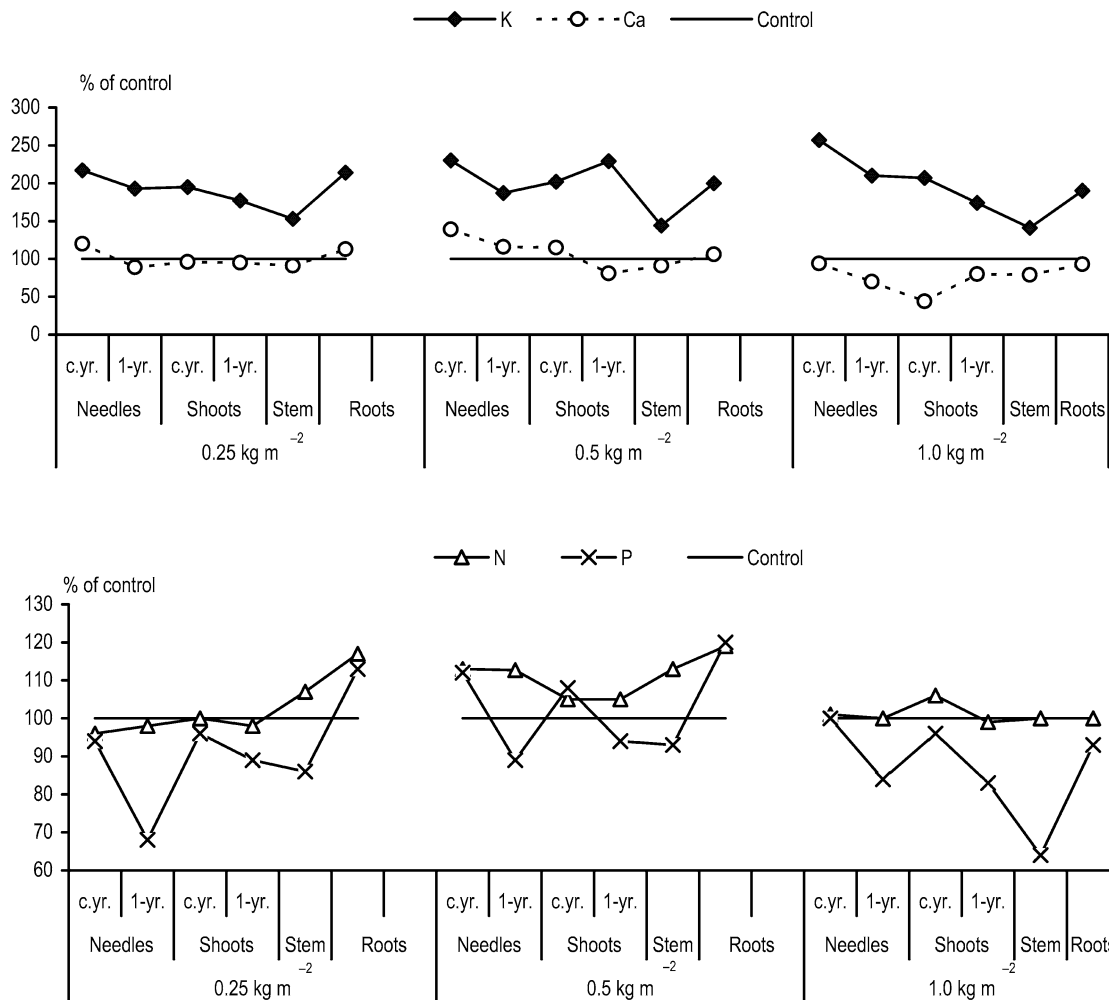 K Ca Control
% of control
300
250
200
150
100
50
0
c.yr. 1-yr. c.yr. 1-yr. c.yr. 1-yr. c.yr. 1-yr. c.yr. 1-yr. c.yr. 1-yr.
Needles Shoots Stem Roots Needles Shoots Stem Roots Needles Shoots Stem Roots
0.25 kg m⁻² 0.5 kg m⁻² 1.0 kg m⁻²
N P Control
% of control
130
120
110
100
90
80
70
60
c.yr. 1-yr. c.yr. 1-yr. c.yr. 1-yr. c.yr. 1-yr. c.yr. 1-yr. c.yr. 1-yr.
Needles Shoots Stem Roots Needles Shoots Stem Roots Needles Shoots Stem Roots
0.25 kg m⁻² 0.5 kg m⁻² 1.0 kg m⁻²